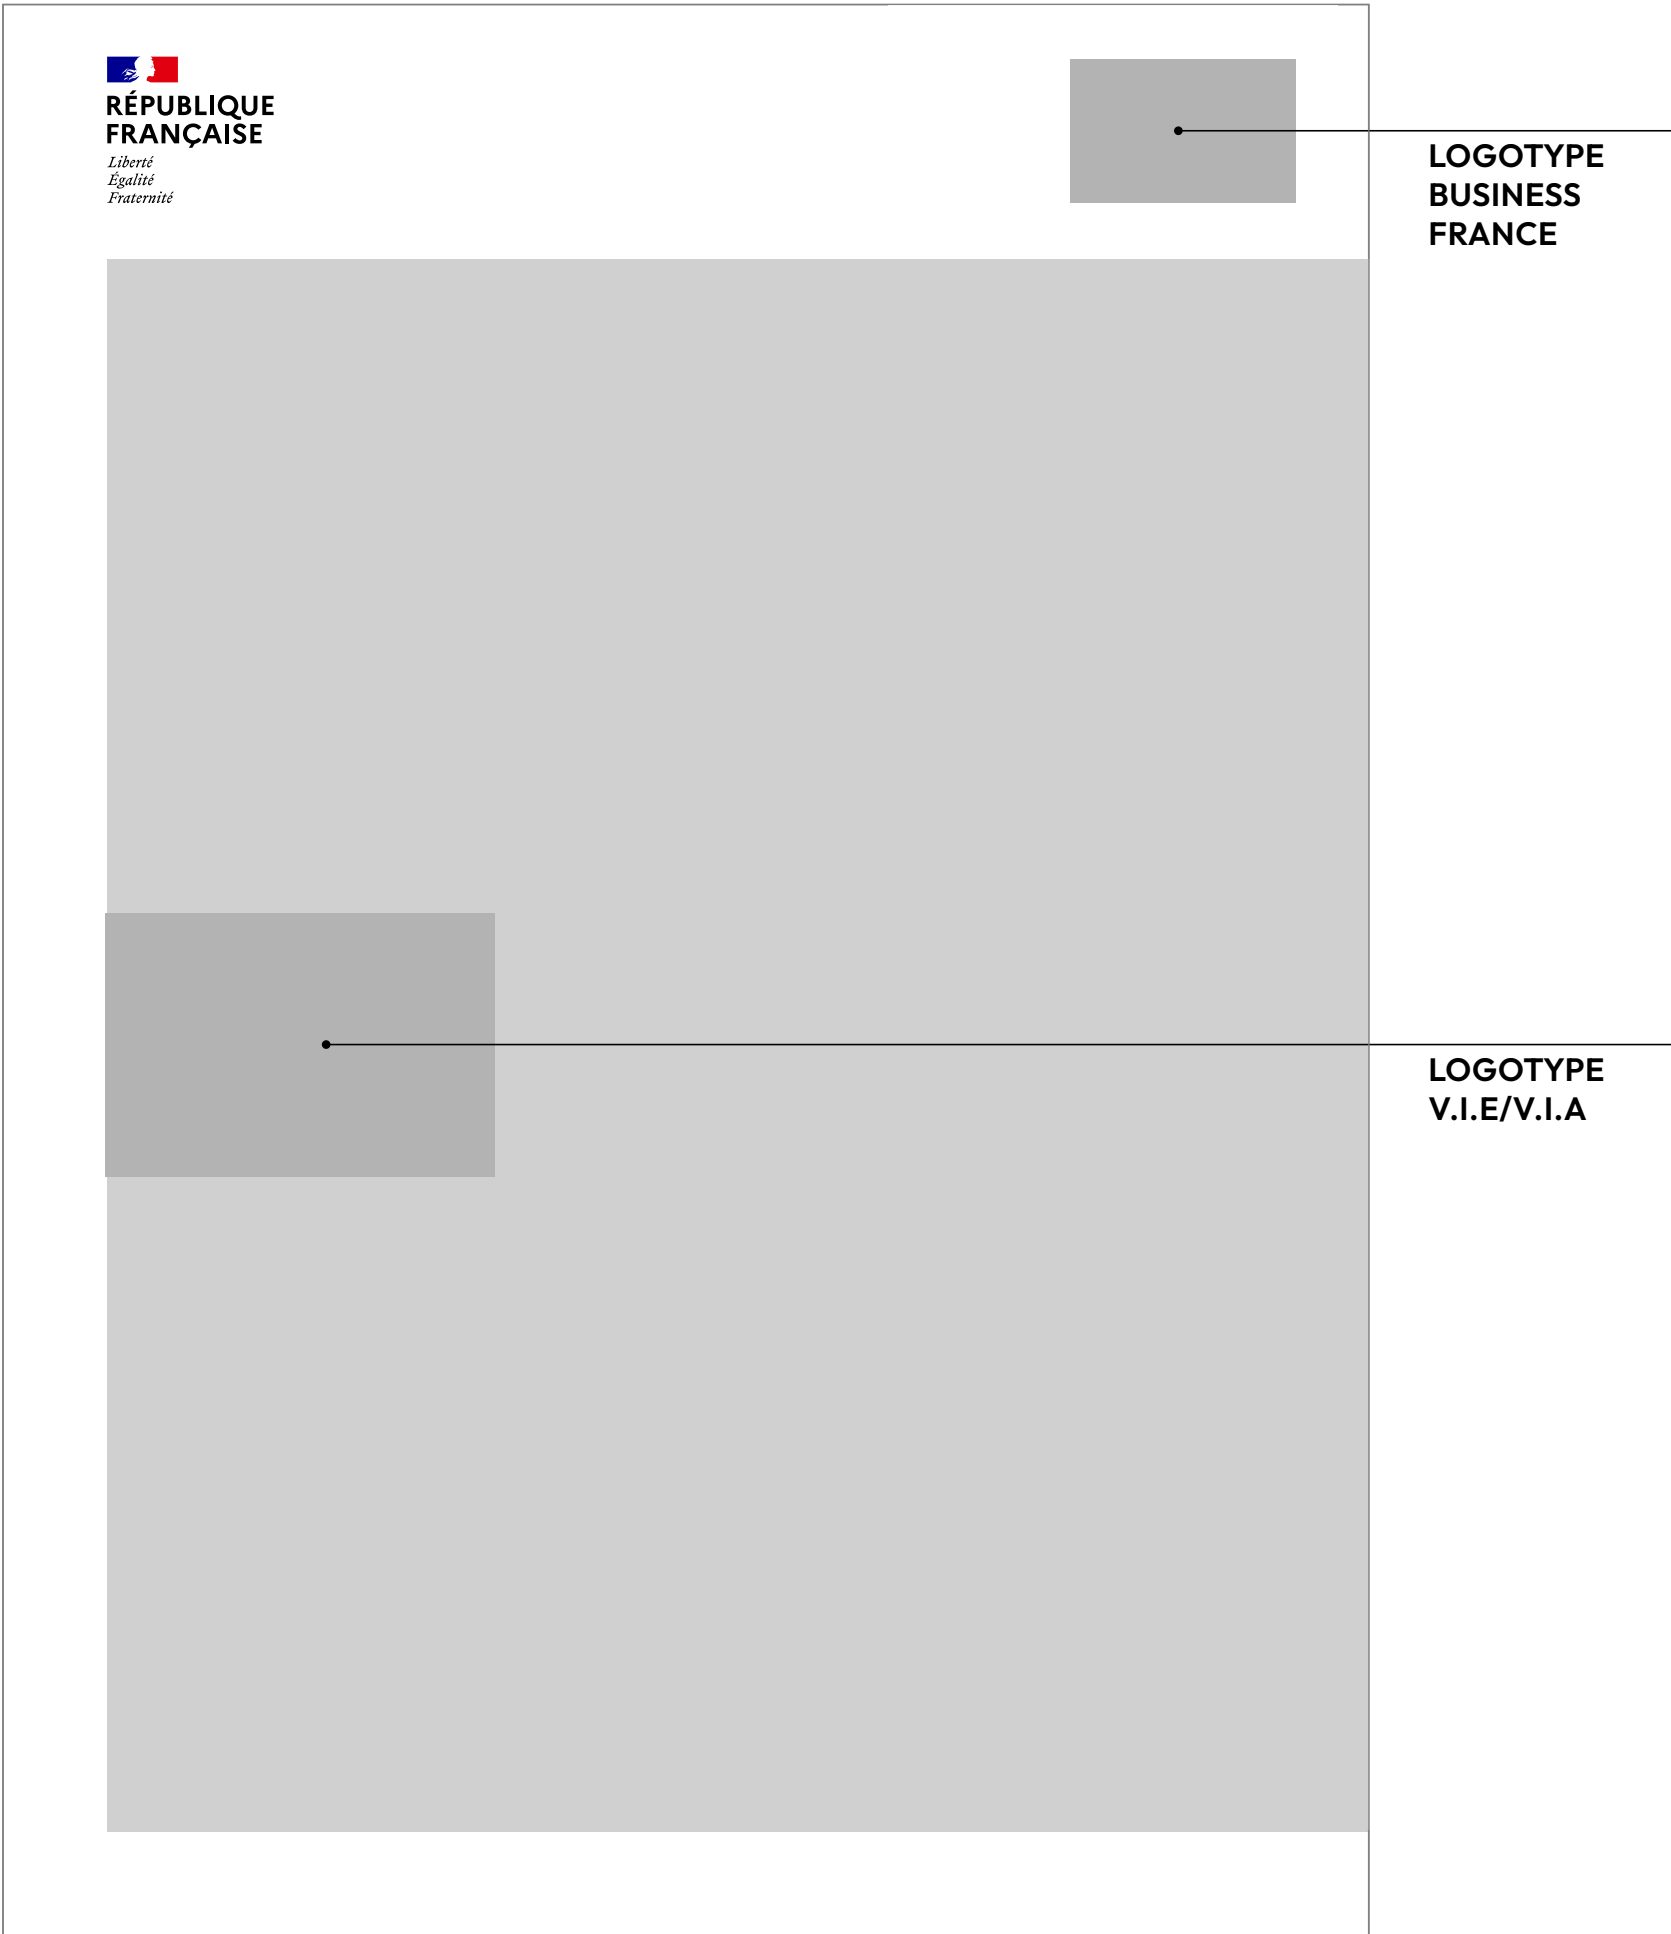 RÉPUBLIQUE
FRANÇAISE
Liberté
Égalité
Fraternité
LOGOTYPE
BUSINESS
FRANCE
LOGOTYPE
V.I.E/V.I.A